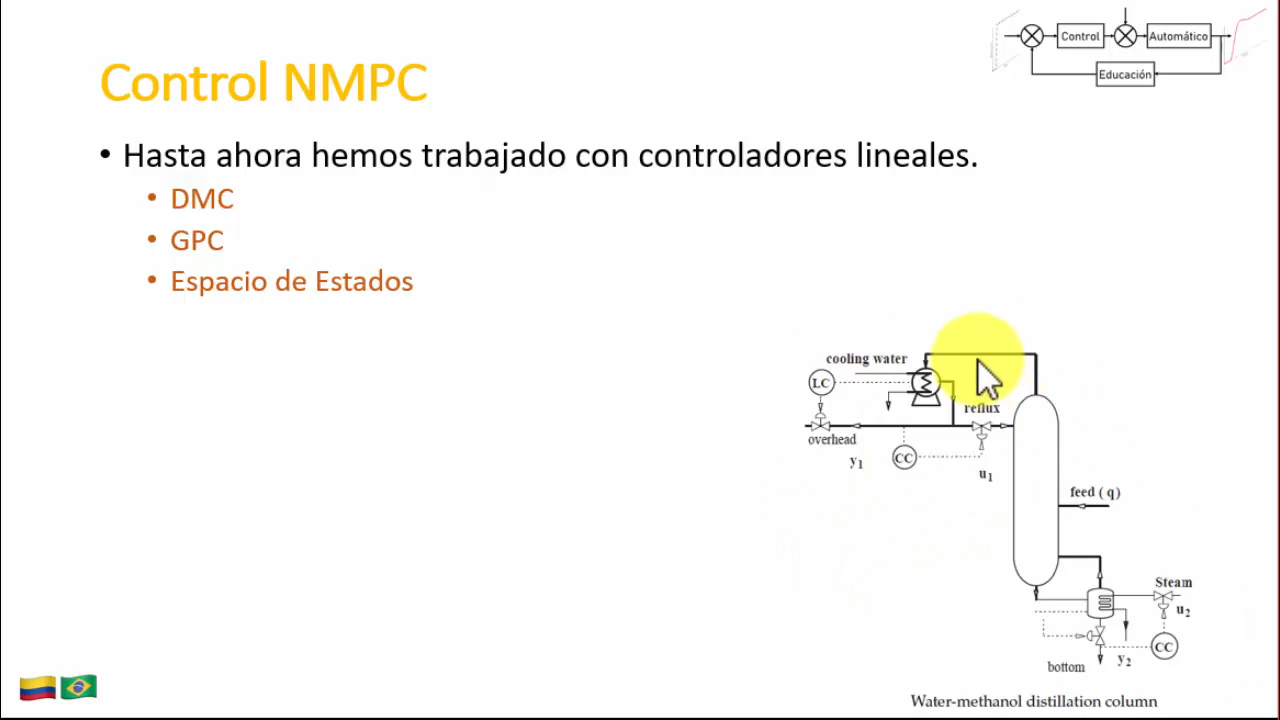 Control
Automático
Educación
Control NMPC
• Hasta ahora hemos trabajado con controladores lineales.
• DMC
• GPC
• Espacio de Estados
cooling water
LC
reflux
overhead
y1
CC
u1
feed ( q)
Steam
u2
CC
y2
bottom
Water-methanol distillation column